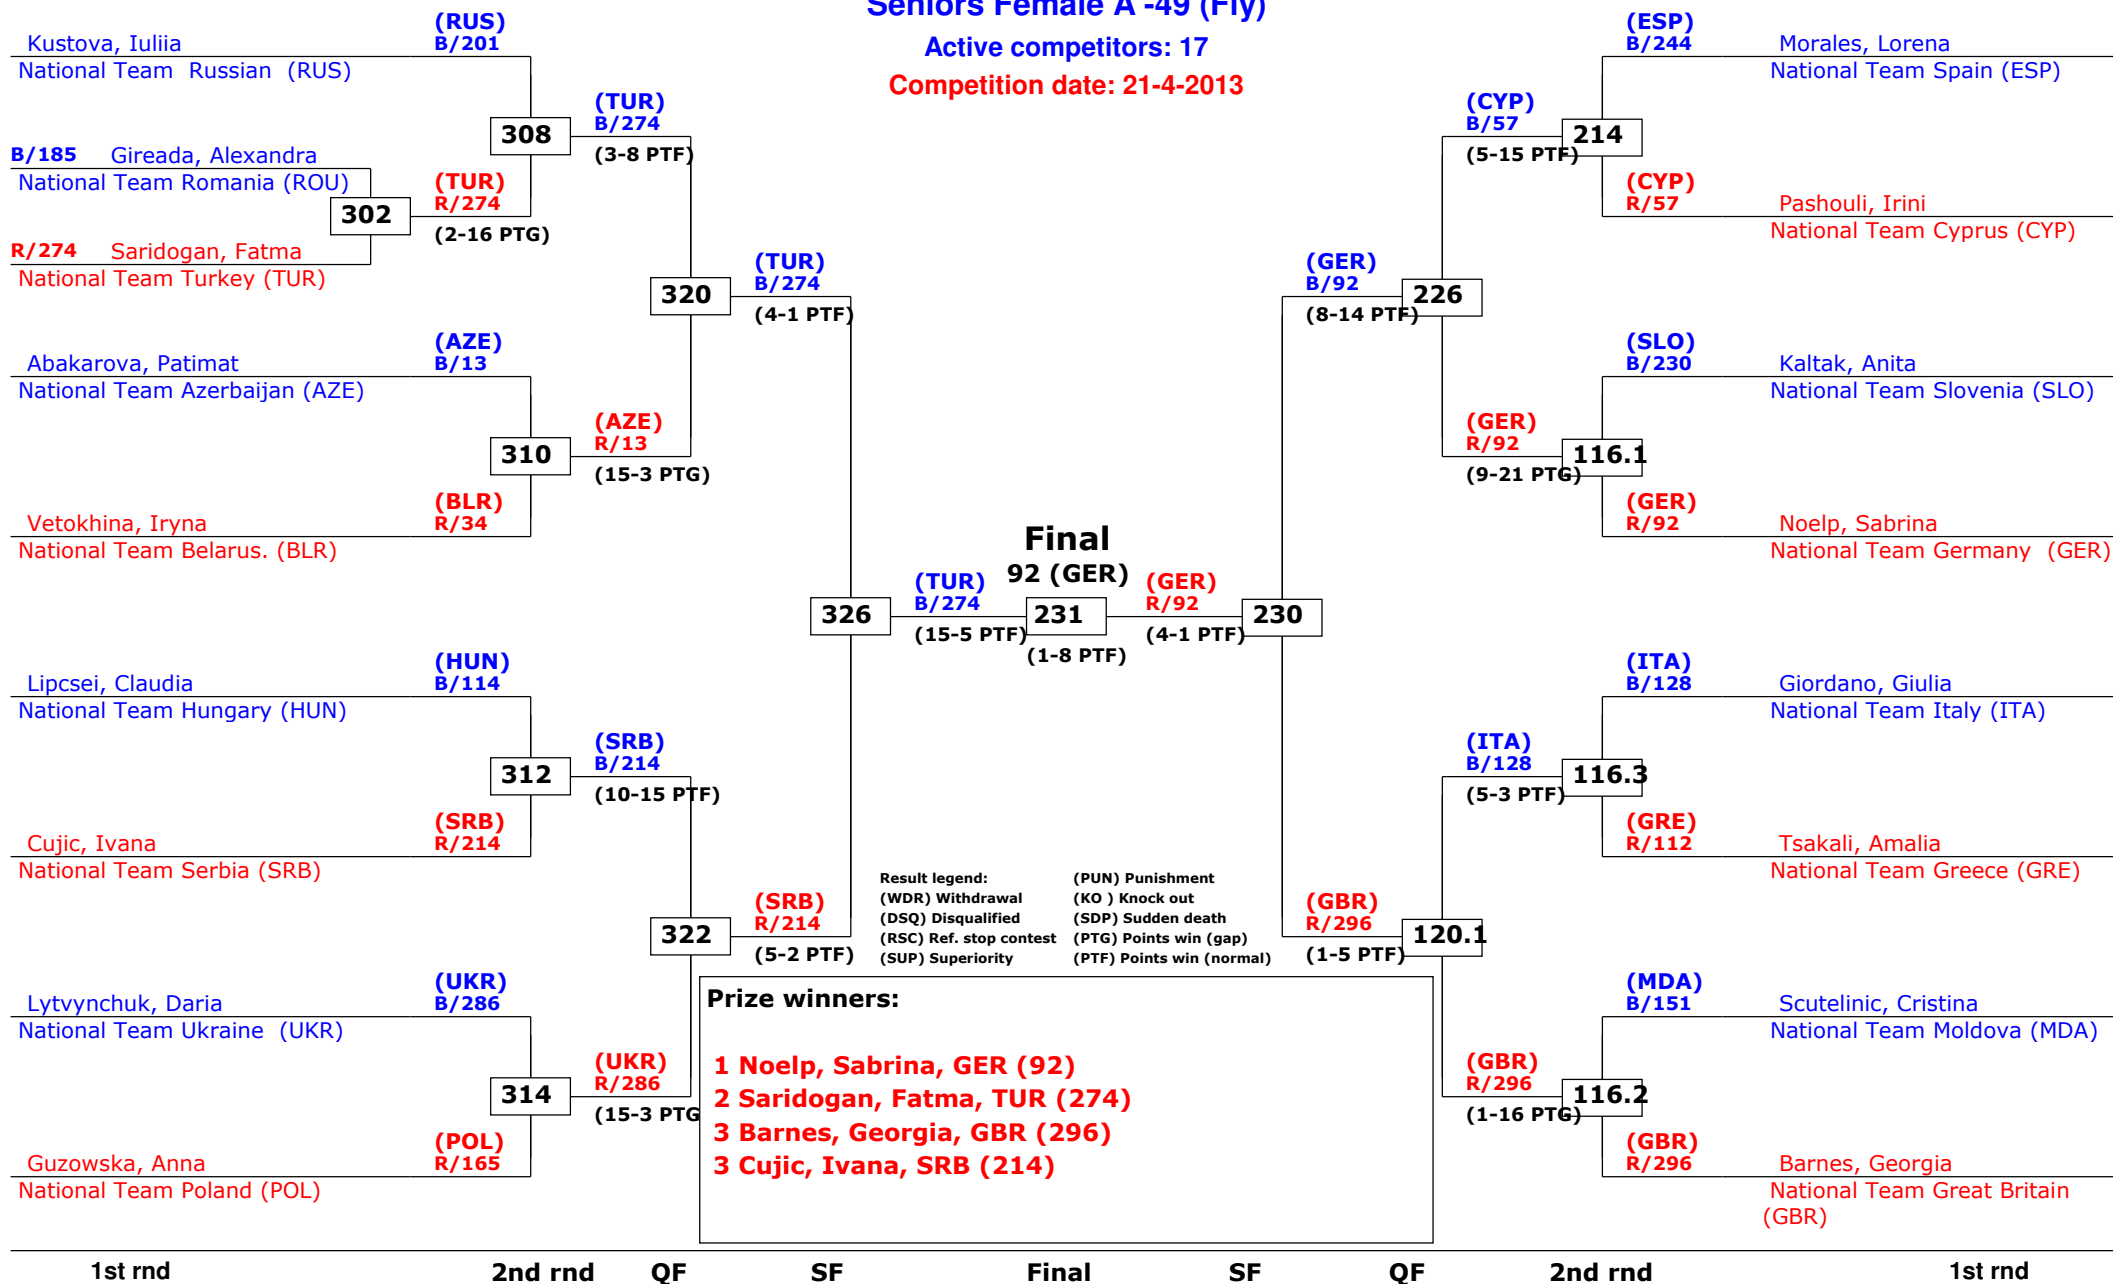 Seniors Female A -49 (Fly)
Active competitors: 17
Competition date: 21-4-2013
Kustova, Iuliia
(RUS)
B/201
National Team  Russian  (RUS)
B/185 Gireada, Alexandra
National Team Romania (ROU)
R/274 Saridogan, Fatma
National Team Turkey (TUR)
302
(TUR)
R/274
(2-16 PTG)
308
(TUR)
B/274
(3-8 PTF)
Abakarova, Patimat
(AZE)
B/13
National Team Azerbaijan (AZE)
Vetokhina, Iryna
(BLR)
R/34
National Team Belarus. (BLR)
310
(AZE)
R/13
(15-3 PTG)
320
(TUR)
B/274
(4-1 PTF)
Lipcsei, Claudia
(HUN)
B/114
National Team Hungary (HUN)
Cujic, Ivana
(SRB)
R/214
National Team Serbia (SRB)
312
(SRB)
B/214
(10-15 PTF)
Lytvynchuk, Daria
(UKR)
B/286
National Team Ukraine  (UKR)
Guzowska, Anna
(POL)
R/165
National Team Poland (POL)
314
(UKR)
R/286
(15-3 PTG
322
(SRB)
R/214
(5-2 PTF)
326
(TUR)
B/274
(15-5 PTF)
Final
92 (GER)
231
(1-8 PTF)
(GER)
R/92
(4-1 PTF)
230
(GER)
B/92
(8-14 PTF)
226
(CYP)
B/57
(5-15 PTF)
214
(ESP)
B/244
Morales, Lorena
National Team Spain (ESP)
(CYP)
R/57
Pashouli, Irini
National Team Cyprus (CYP)
(GER)
R/92
(9-21 PTG)
116.1
(SLO)
B/230
Kaltak, Anita
National Team Slovenia (SLO)
(GER)
R/92
Noelp, Sabrina
National Team Germany  (GER)
(GBR)
R/296
(1-5 PTF)
120.1
(ITA)
B/128
(5-3 PTF)
116.3
(ITA)
B/128
Giordano, Giulia
National Team Italy (ITA)
(GRE)
R/112
Tsakali, Amalia
National Team Greece (GRE)
(GBR)
R/296
(1-16 PTG)
116.2
(MDA)
B/151
Scutelinic, Cristina
National Team Moldova (MDA)
(GBR)
R/296
Barnes, Georgia
National Team Great Britain
(GBR)
Result legend:
(WDR) Withdrawal
(DSQ) Disqualified
(RSC) Ref. stop contest
(SUP) Superiority
(PUN) Punishment
(KO ) Knock out
(SDP) Sudden death
(PTG) Points win (gap)
(PTF) Points win (normal)
Prize winners:
1 Noelp, Sabrina, GER (92)
2 Saridogan, Fatma, TUR (274)
3 Barnes, Georgia, GBR (296)
3 Cujic, Ivana, SRB (214)
1st rnd 2nd rnd QF SF Final SF QF 2nd rnd 1st rnd